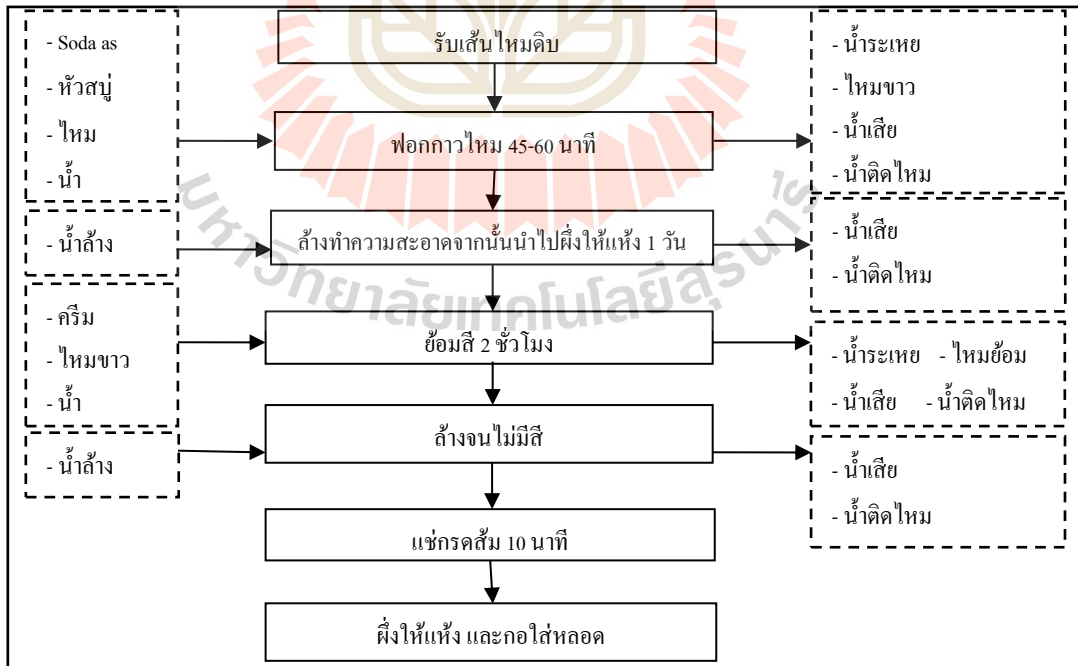 - Soda as
- หัวสบู่
- ไหม
- น้ำ
รับเส้นไหมดิบ
- น้ำระเหย
- ไหมขาว
- น้ำเสีย
- น้ำติดไหม
ฟอกกาวไหม 45-60 นาที
- น้ำล้าง
ล้างทำความสะอาดจากนั้นนำไปผึ่งให้แห้ง 1 วัน
- น้ำเสีย
- น้ำติดไหม
- ครีม
- ไหมขาว
- น้ำ
ย้อมสี 2 ชั่วโมง
- น้ำระเหย - ไหมย้อม
- น้ำเสีย - น้ำติดไหม
- น้ำล้าง
ล้างจนไม่มีสี
- น้ำเสีย
- น้ำติดไหม
แช่กรดส้ม 10 นาที
ผึ่งให้แห้ง และกอใส่หลอด
มหาวิทยาลัยเทคโนโลยีสุรนารี